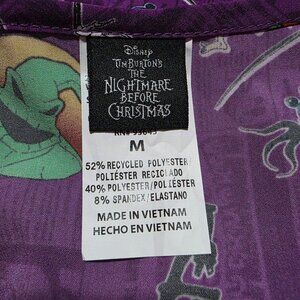 Disney
Tim Burton's
THE
NIGHTMARE
BEFORE
CHRISTMAS
M
52% RECYCLED POLYESTER/
POLIÉSTER RECICLADO
40% POLYESTER/POLIÉSTER
8% SPANDEX/ELASTANO
MADE IN VIETNAM
HECHO EN VIETNAM